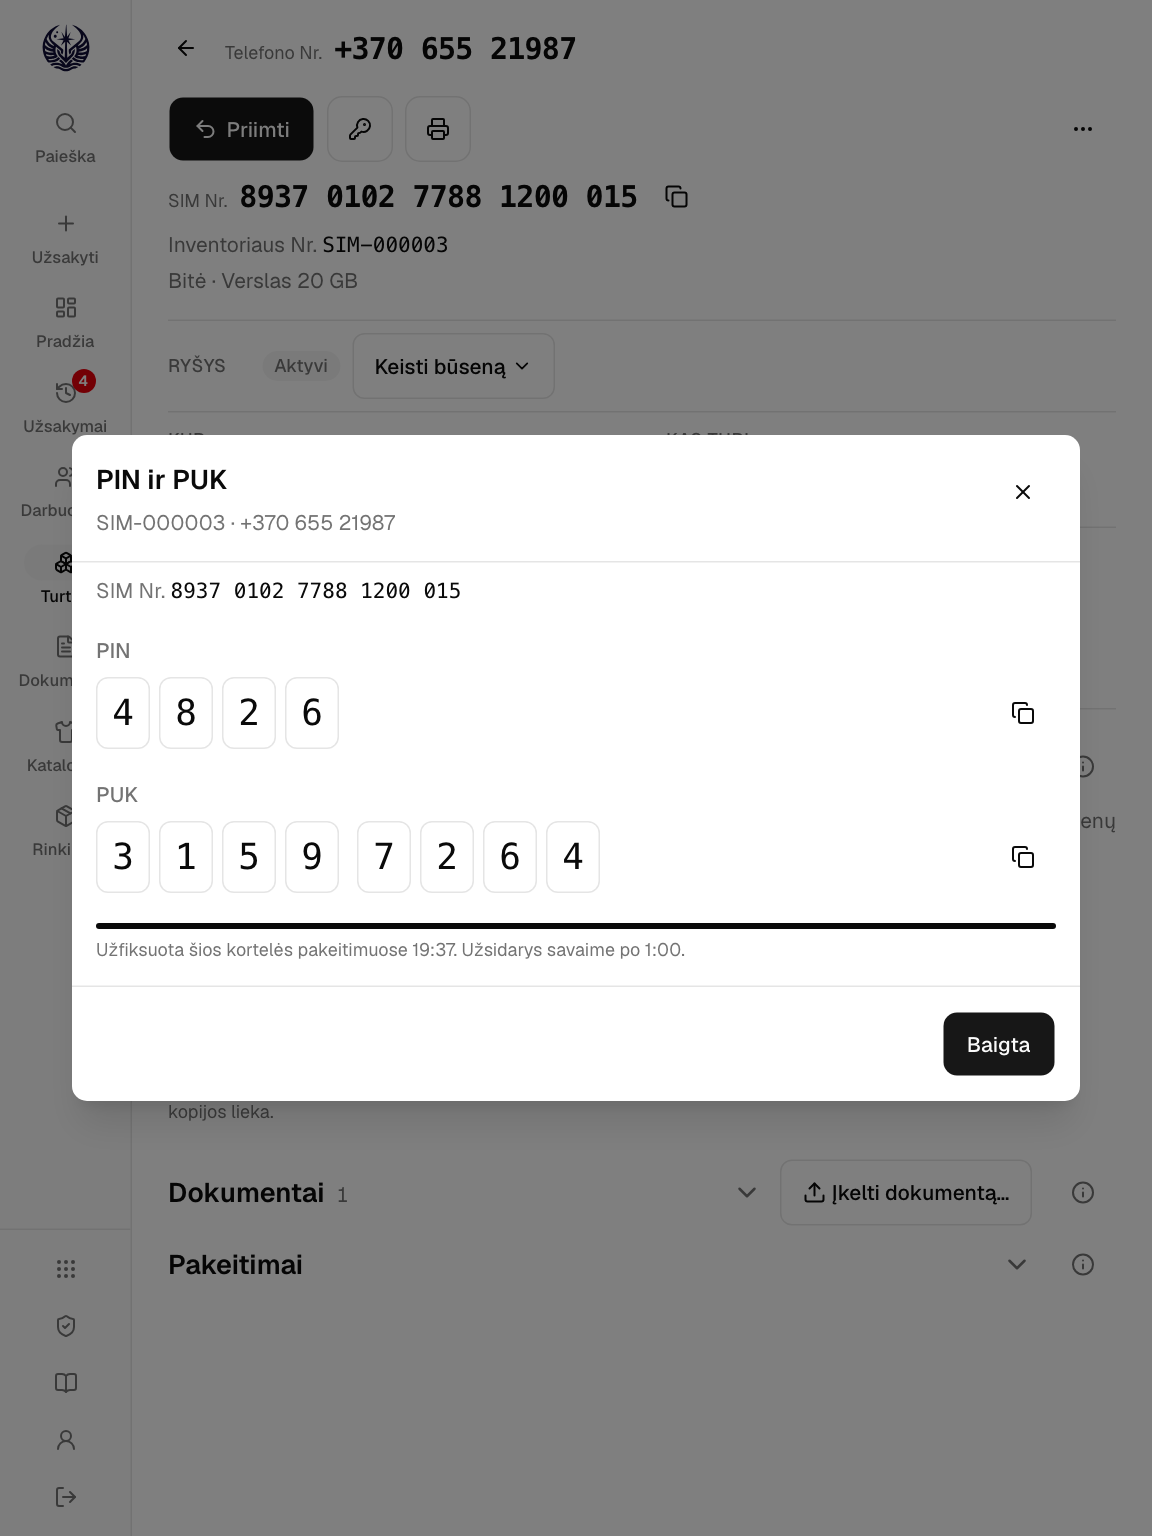 Telefono Nr. +370 655 21987
Paieška
Priimti
SIM Nr. 8937 0102 7788 1200 015
Užsakyti
Inventoriaus Nr. SIM-000003
Bitė · Verslas 20 GB
Pradžia
RYŠYS Aktyvi Keisti būseną
4
Užsakymai
PIN ir PUK
SIM-000003 · +370 655 21987
SIM Nr. 8937 0102 7788 1200 015
PIN
4 8 2 6
PUK
3 1 5 9 7 2 6 4
Užfiksuota šios kortelės pakeitimuose 19:37. Užsidarys savaime po 1:00.
Baigta
kopijos lieka.
Dokumentai 1 Įkelti dokumentą...
Pakeitimai